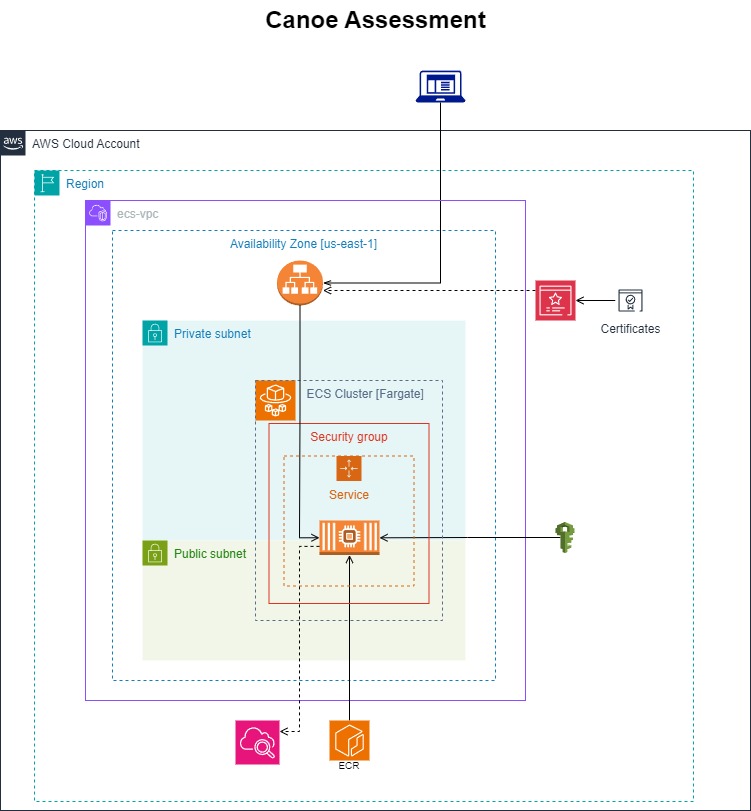 Canoe Assessment
aws
AWS Cloud Account
Region
ecs-vpc
Availability Zone [us-east-1]
Certificates
Private subnet
ECS Cluster [Fargate]
Security group
Service
Public subnet
ECR